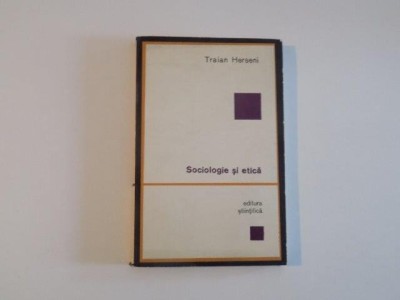 Traian Herseni
Sociologie și etică
editura
științifică